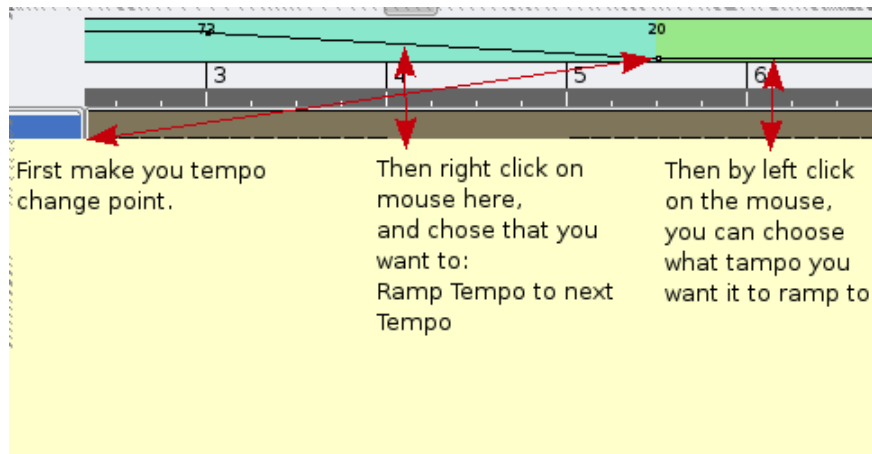 73 20
3 4 5 6
First make you tempo
change point.
Then right click on
mouse here,
and chose that you
want to:
Ramp Tempo to next
Tempo
Then by left click
on the mouse,
you can choose
what tampo you
want it to ramp to